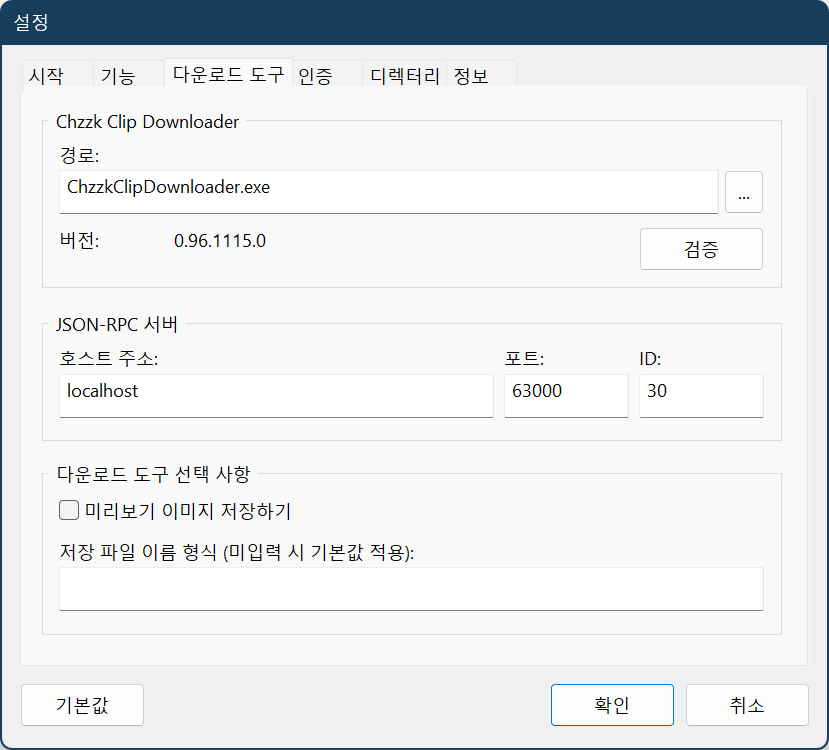 설정
시작 기능 다운로드 도구 인증 디렉터리 정보
Chzzk Clip Downloader
경로:
ChzzkClipDownloader.exe ...
버전: 0.96.1115.0 검증
JSON-RPC 서버
호스트 주소: 포트: ID:
localhost 63000 30
다운로드 도구 선택 사항
미리보기 이미지 저장하기
저장 파일 이름 형식 (미입력 시 기본값 적용):
기본값 확인 취소